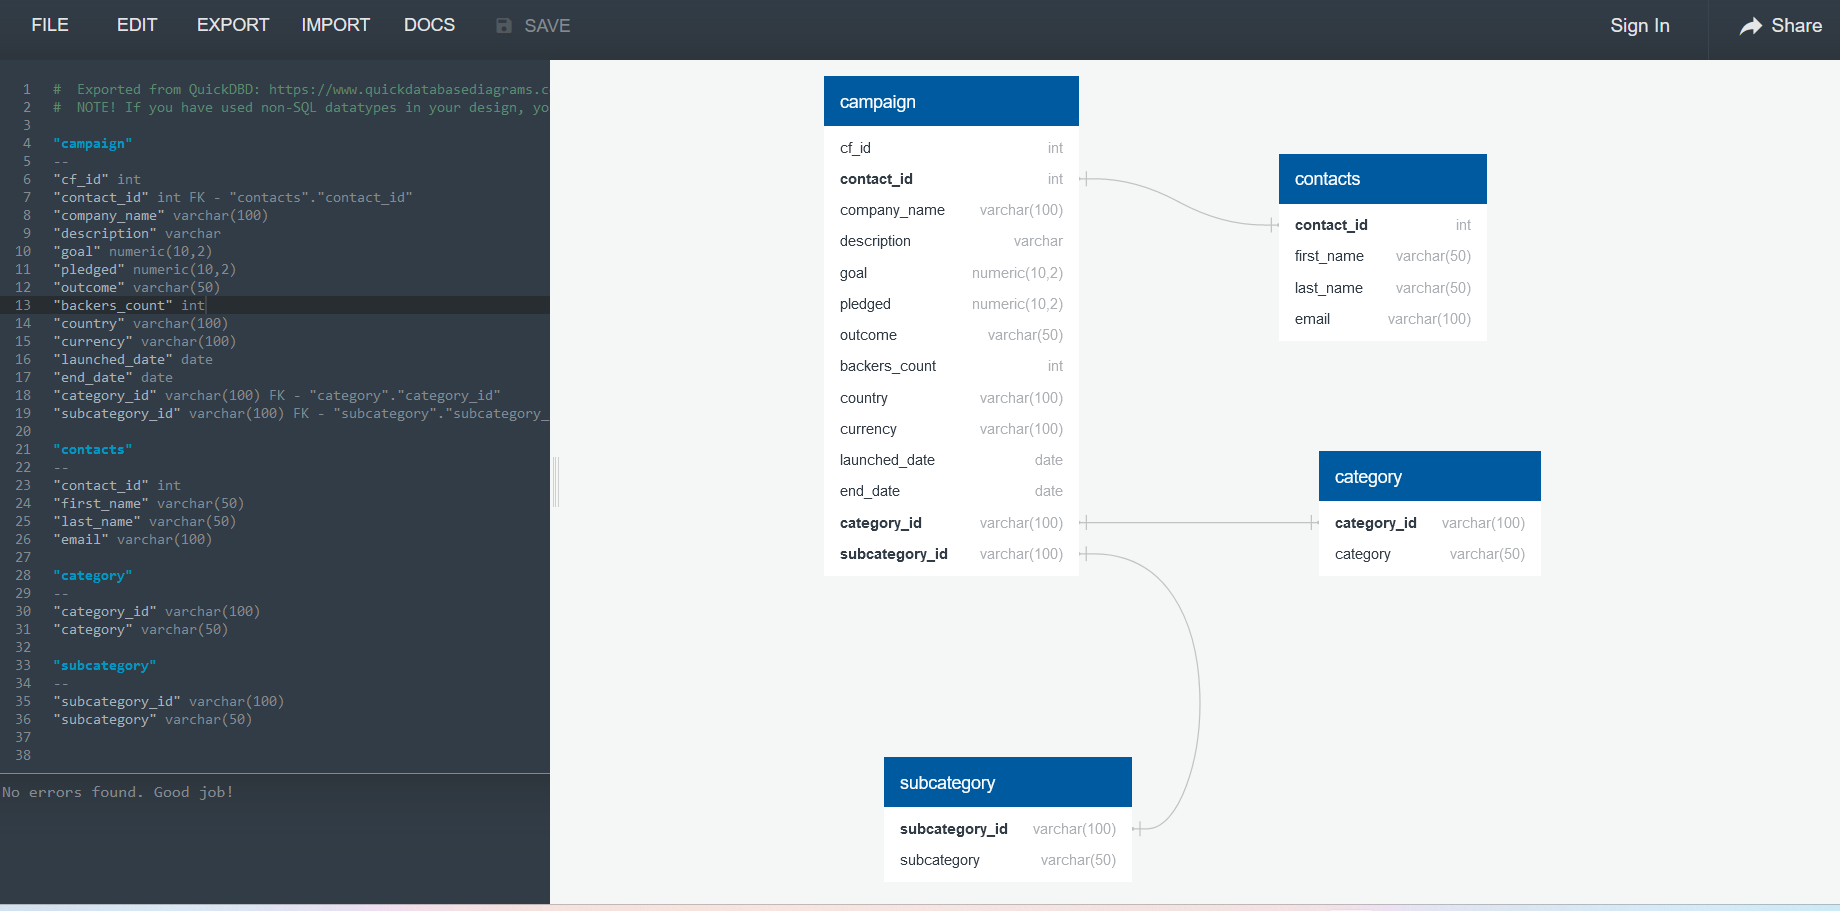 FILE EDIT EXPORT IMPORT DOCS SAVE Sign In Share
1 # Exported from QuickDBD: https://www.quickdatabasediagrams.c
2 # NOTE! If you have used non-SQL datatypes in your design, yo
3
4 "campaign"
5 --
6 "cf_id" int
7 "contact_id" int FK - "contacts"."contact_id"
8 "company_name" varchar(100)
9 "description" varchar
10 "goal" numeric(10,2)
11 "pledged" numeric(10,2)
12 "outcome" varchar(50)
13 "backers_count" int
14 "country" varchar(100)
15 "currency" varchar(100)
16 "launched_date" date
17 "end_date" date
18 "category_id" varchar(100) FK - "category"."category_id"
19 "subcategory_id" varchar(100) FK - "subcategory"."subcategory_
20
21 "contacts"
22 --
23 "contact_id" int
24 "first_name" varchar(50)
25 "last_name" varchar(50)
26 "email" varchar(100)
27
28 "category"
29 --
30 "category_id" varchar(100)
31 "category" varchar(50)
32
33 "subcategory"
34 --
35 "subcategory_id" varchar(100)
36 "subcategory" varchar(50)
37
38
No errors found. Good job!
campaign
cf_id int
contact_id int
company_name varchar(100)
description varchar
goal numeric(10,2)
pledged numeric(10,2)
outcome varchar(50)
backers_count int
country varchar(100)
currency varchar(100)
launched_date date
end_date date
category_id varchar(100)
subcategory_id varchar(100)
contacts
contact_id int
first_name varchar(50)
last_name varchar(50)
email varchar(100)
category
category_id varchar(100)
category varchar(50)
subcategory
subcategory_id varchar(100)
subcategory varchar(50)